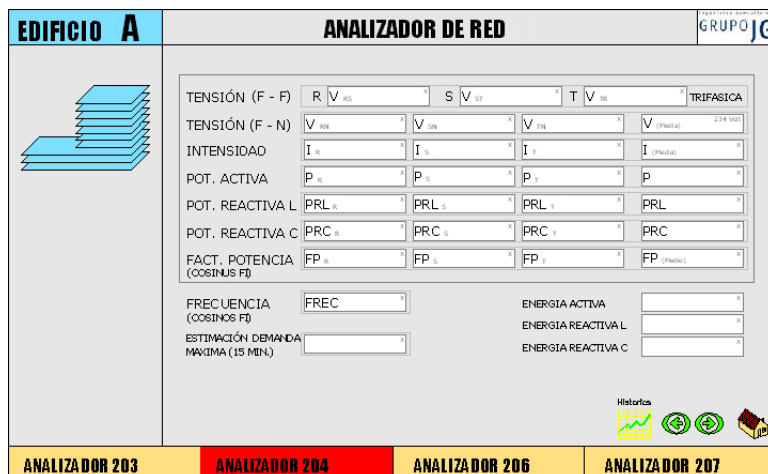 EDIFICIO A
ANALIZADOR DE RED
GRUPO JG
TENSIÓN (F - F) R V RS x S V ST x T V TR x TRIFASICA
TENSIÓN (F - N) V RN x V SN x V TN x V (Media) 234 Volt
INTENSIDAD I R x I S x I T x I (Media) x
POT. ACTIVA P R x P S x P T x P x
POT. REACTIVA L PRL R x PRL S x PRL T x PRL x
POT. REACTIVA C PRC R x PRC S x PRC T x PRC x
FACT. POTENCIA FP R x FP S x FP T x FP (Medio) x
(COSINUS FI)
FRECUENCIA FREC x ENERGIA ACTIVA x
(COSINOS FI)
ENERGIA REACTIVA L x
ESTIMACIÓN DEMANDA x
MAXIMA (15 MIN.)
ENERGIA REACTIVA C x
Historics
ANALIZADOR 203 ANALIZADOR 204 ANALIZADOR 206 ANALIZADOR 207